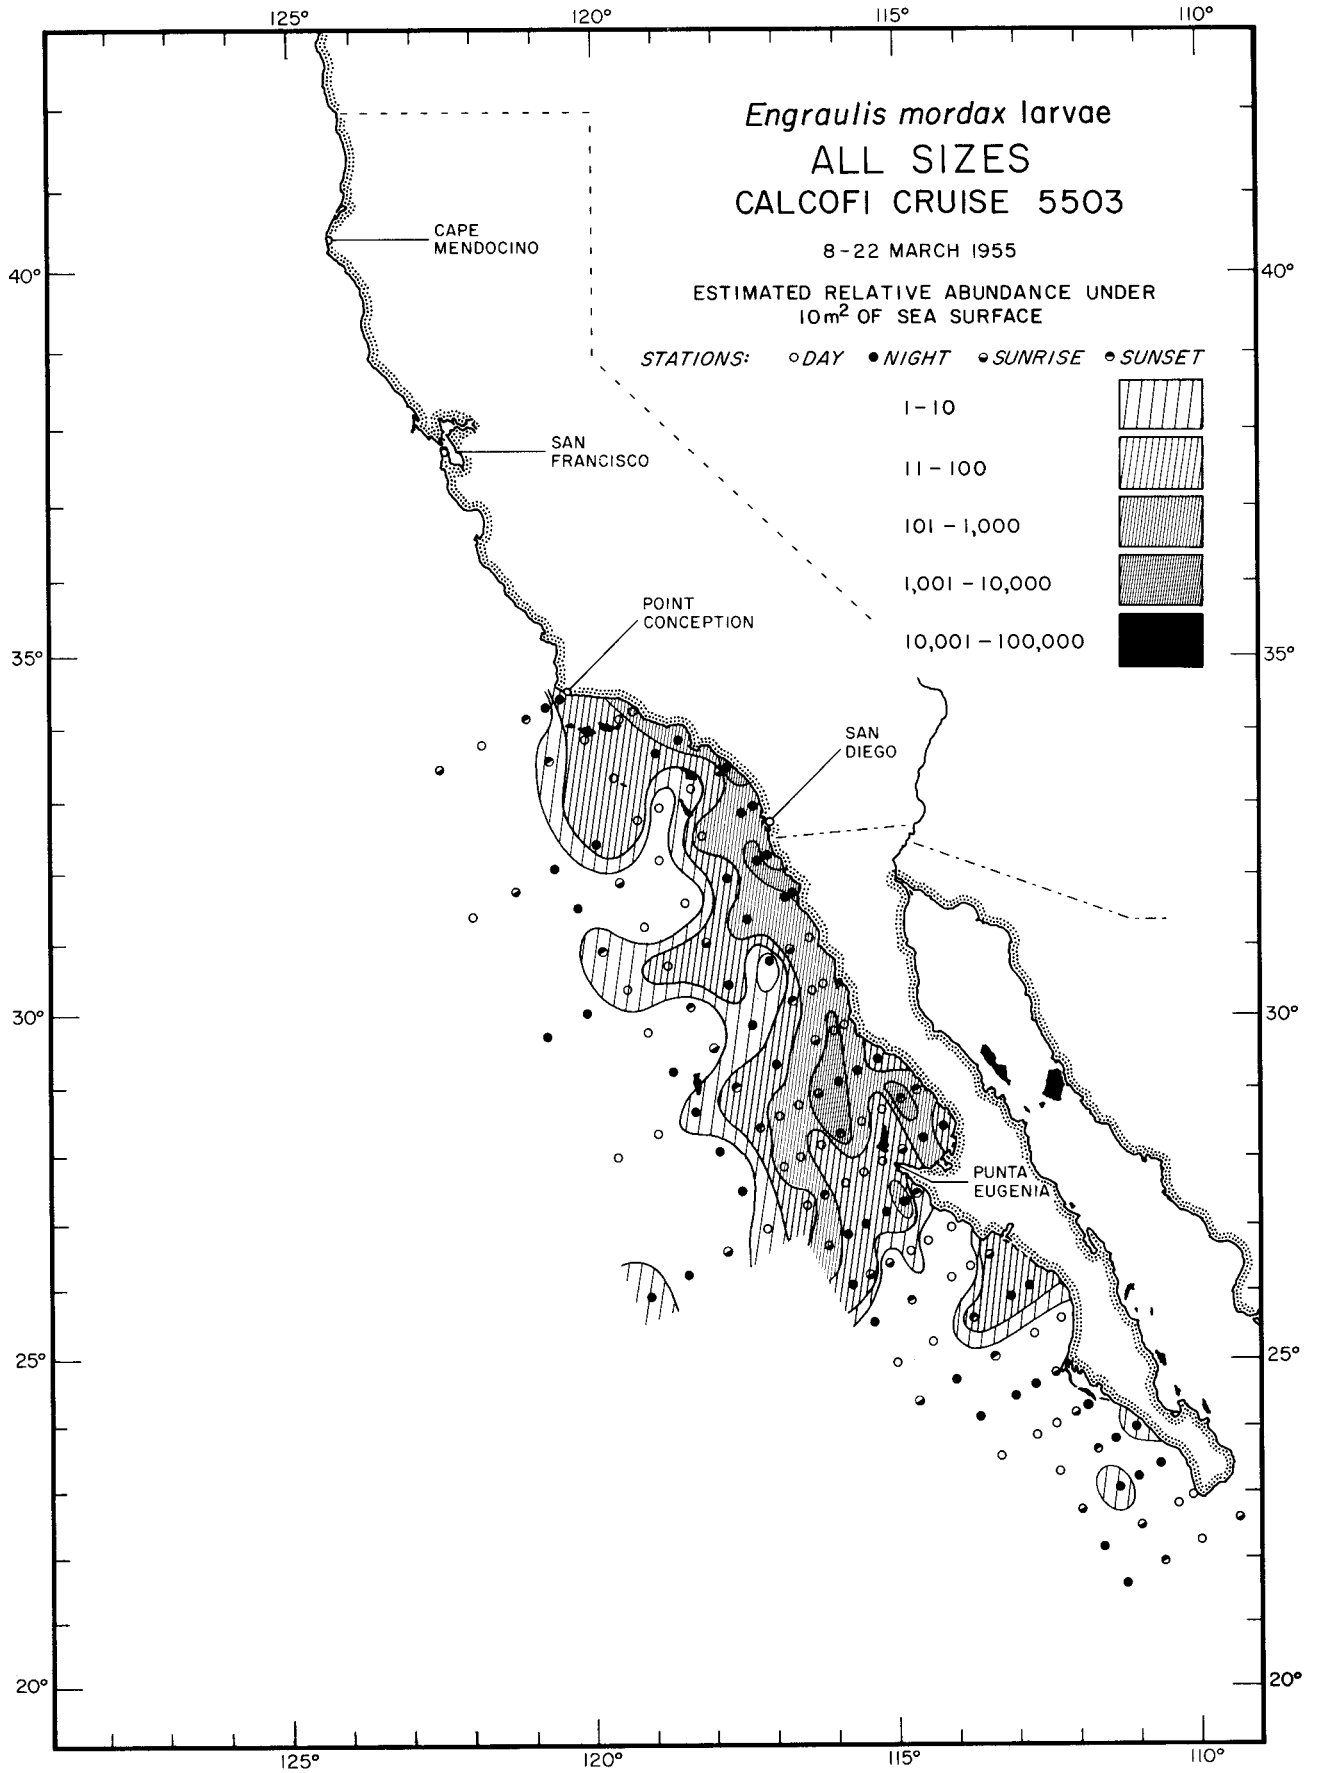 125° 120° 115° 110°
Engraulis mordax larvae
ALL SIZES
CALCOFI CRUISE 5503
8-22 MARCH 1955
ESTIMATED RELATIVE ABUNDANCE UNDER
10m² OF SEA SURFACE
STATIONS: DAY NIGHT SUNRISE SUNSET
1-10
11-100
101-1,000
1,001-10,000
10,001-100,000
CAPE
MENDOCINO
40° 40°
SAN
FRANCISCO
POINT
CONCEPTION
35° 35°
SAN
DIEGO
30° 30°
PUNTA
EUGENIA
25° 25°
20° 20°
125° 120° 115° 110°